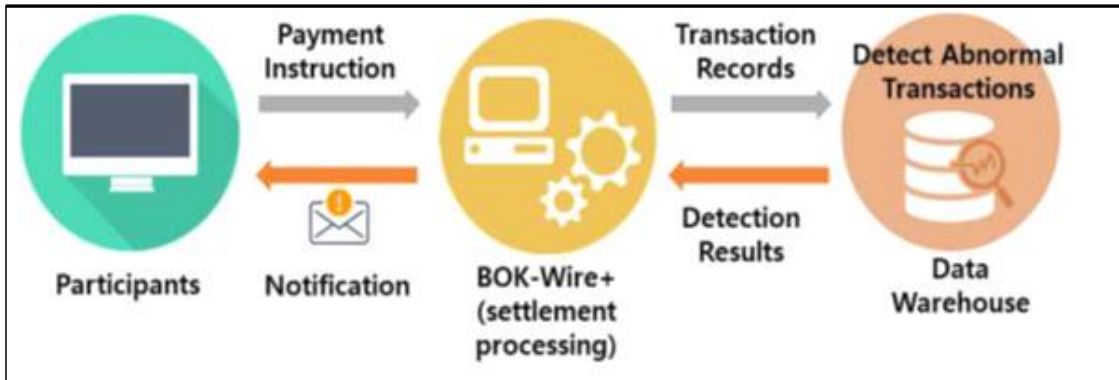 Payment
Instruction
Transaction
Records
Detect Abnormal
Transactions
Participants
Notification
BOK-Wire+
(settlement
processing)
Detection
Results
Data
Warehouse